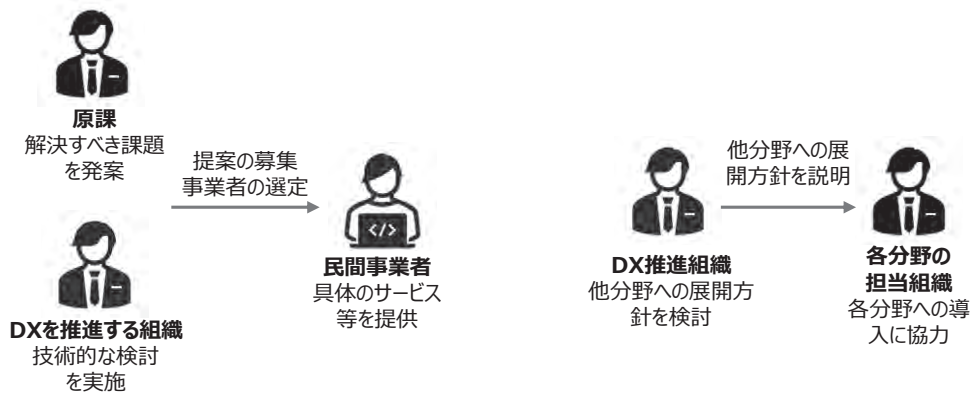 原課
解決すべき課題
を発案
提案の募集
事業者の選定
DXを推進する組織
技術的な検討
を実施
</>
民間事業者
具体のサービス
等を提供
DX推進組織
他分野への展開方
針を検討
他分野への展
開方針を説明
各分野の
担当組織
各分野への導
入に協力